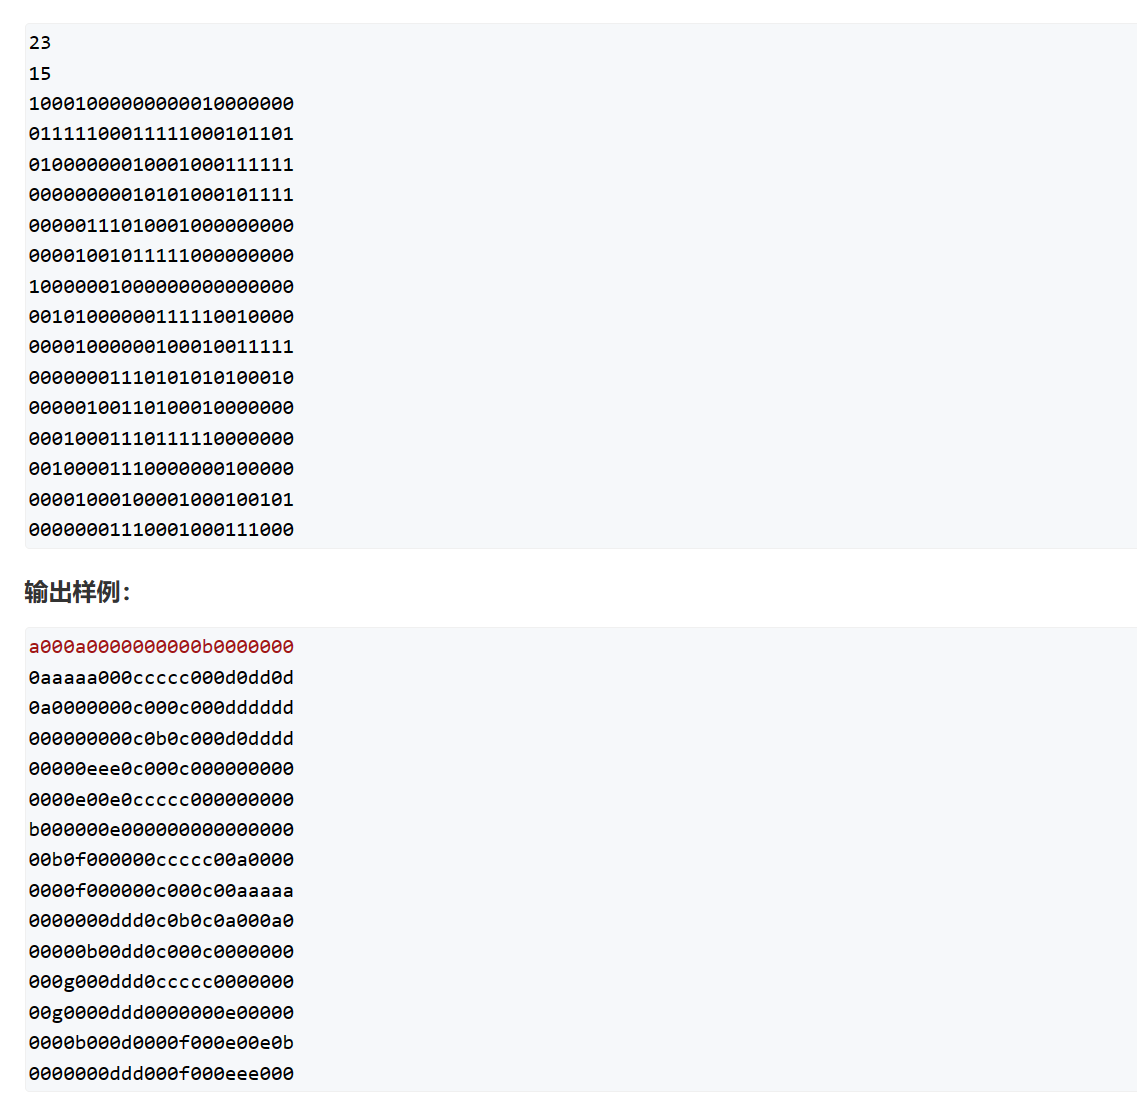 23
15
10001000000000010000000
01111100011111000101101
01000000010001000111111
00000000010101000101111
00000111010001000000000
00001001011111000000000
10000001000000000000000
00101000000111110010000
00001000000100010011111
00000001110101010100010
00000100110100010000000
00010001110111110000000
00100001110000000100000
00001000100001000100101
00000001110001000111000
输出样例：
a000a0000000000b0000000
0aaaaa000ccccc000d0dd0d
0a0000000c000c000dddddd
000000000c0b0c000d0dddd
00000eee0c000c000000000
0000e00e0ccccc000000000
b000000e000000000000000
00b0f000000ccccc00a0000
0000f000000c000c00aaaaa
0000000ddd0c0b0c0a000a0
00000b00dd0c000c0000000
000g000ddd0ccccc0000000
00g0000ddd0000000e00000
0000b000d0000f000e00e0b
0000000ddd000f000eee000